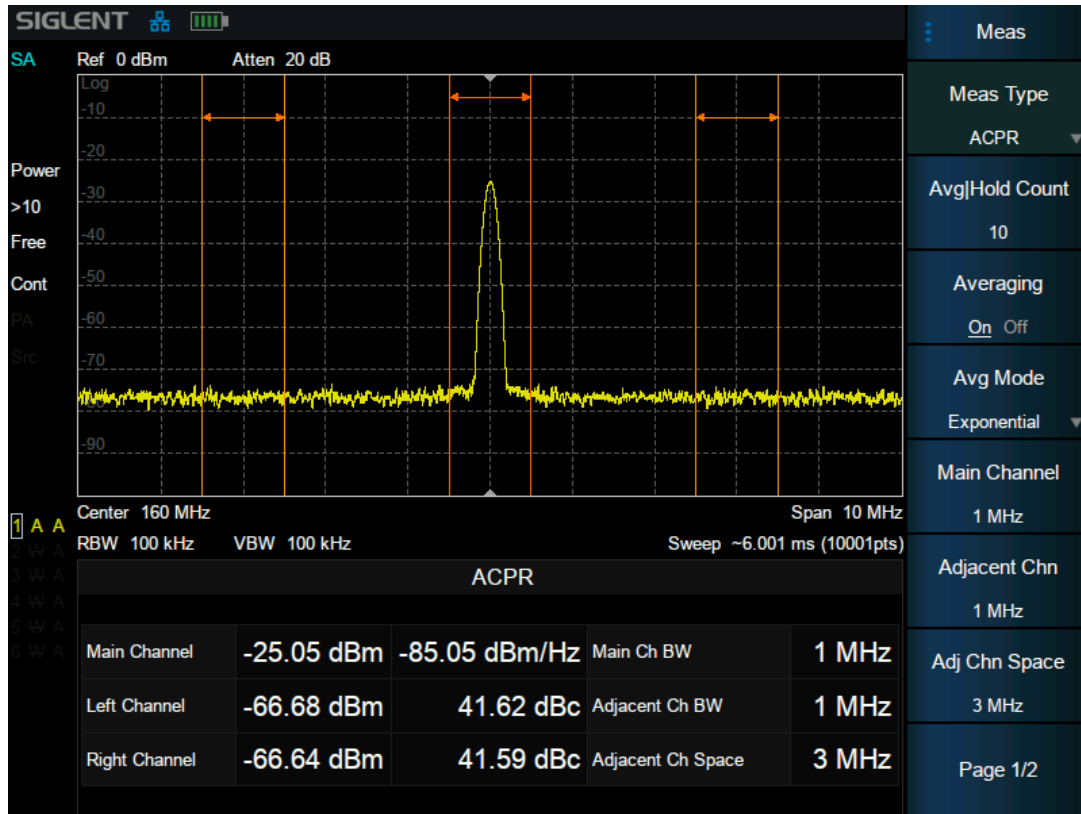 SIGLENT
Meas
SA
Ref 0 dBm Atten 20 dB
Log
-10
-20
-30
-40
-50
-60
-70
-90
Power
>10
Free
Cont
PA
Src
Meas Type
ACPR
Avg|Hold Count
10
Averaging
On Off
Avg Mode
Exponential
Main Channel
1 MHz
Adjacent Chn
1 MHz
Adj Chn Space
3 MHz
Page 1/2
Center 160 MHz Span 10 MHz
RBW 100 kHz VBW 100 kHz Sweep ~6.001 ms (10001pts)
1 A A
2 W A
3 W A
4 W A
5 W A
6 W A
ACPR
Main Channel -25.05 dBm -85.05 dBm/Hz Main Ch BW 1 MHz
Left Channel -66.68 dBm 41.62 dBc Adjacent Ch BW 1 MHz
Right Channel -66.64 dBm 41.59 dBc Adjacent Ch Space 3 MHz